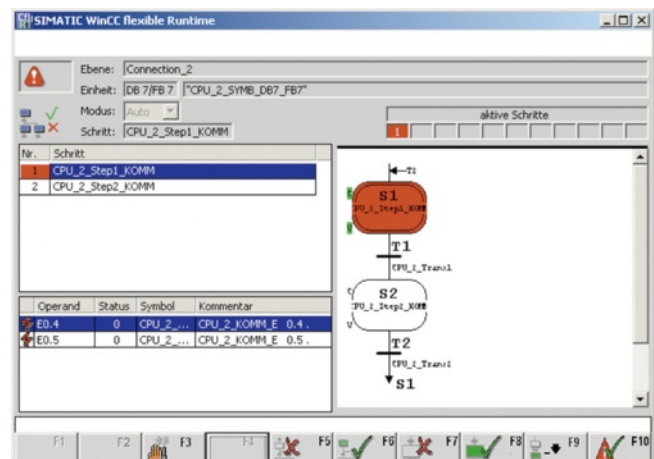 SIMATIC WinCC flexible Runtime
Ebene: Connection_2
Einheit: DB 7/FB 7 "CPU_2_SYMB_DB7_FB7"
Modus: Auto
aktive Schritte
Schritt: CPU_2_Step1_KOMM
1
Nr. Schritt
1 CPU_2_Step1_KOMM
2 CPU_2_Step2_KOMM
T2
S1
T1
CPU_2_Trans1
S2
T2
CPU_2_Trans2
S1
Operand Status Symbol Kommentar
E0.4 0 CPU_2_... CPU_2_KOMM_E 0.4.
E0.5 0 CPU_2_... CPU_2_KOMM_E 0.5.
F1 F2 F3 F4 F5 F6 F7 F8 F9 F10